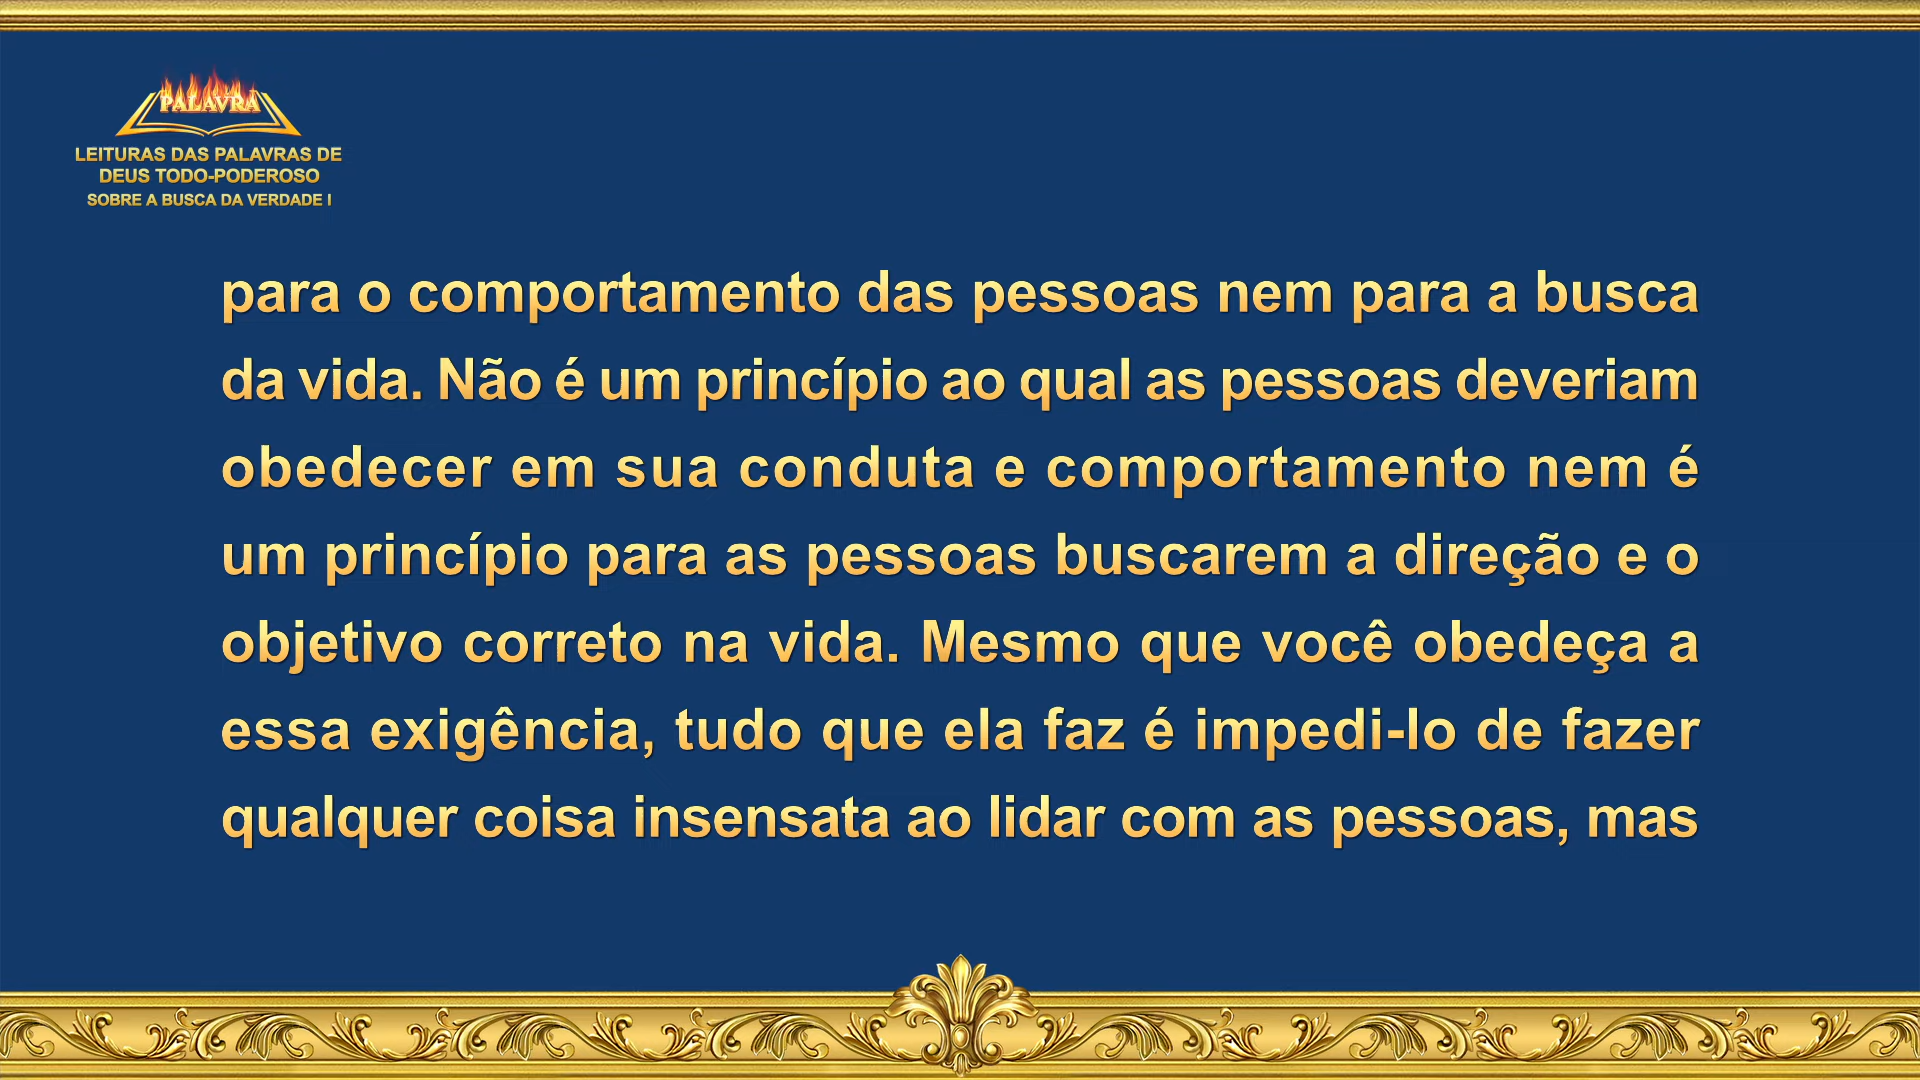 PALAVRA
LEITURAS DAS PALAVRAS DE
DEUS TODO-PODEROSO
SOBRE A BUSCA DA VERDADE I
para o comportamento das pessoas nem para a busca
da vida. Não é um princípio ao qual as pessoas deveriam
obedecer em sua conduta e comportamento nem é
um princípio para as pessoas buscarem a direção e o
objetivo correto na vida. Mesmo que você obedeça a
essa exigência, tudo que ela faz é impedi-lo de fazer
qualquer coisa insensata ao lidar com as pessoas, mas